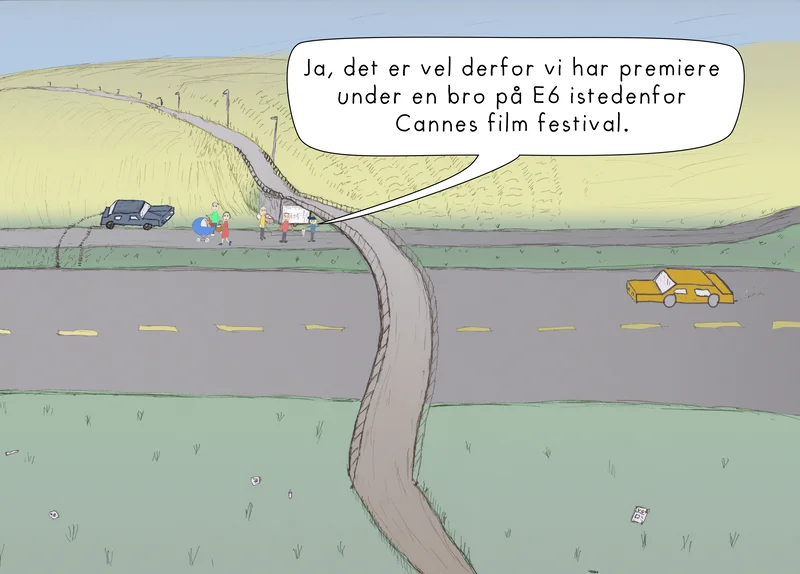 Ja, det er vel derfor vi har premiere
under en bro på E6 istedenfor
Cannes film festival.